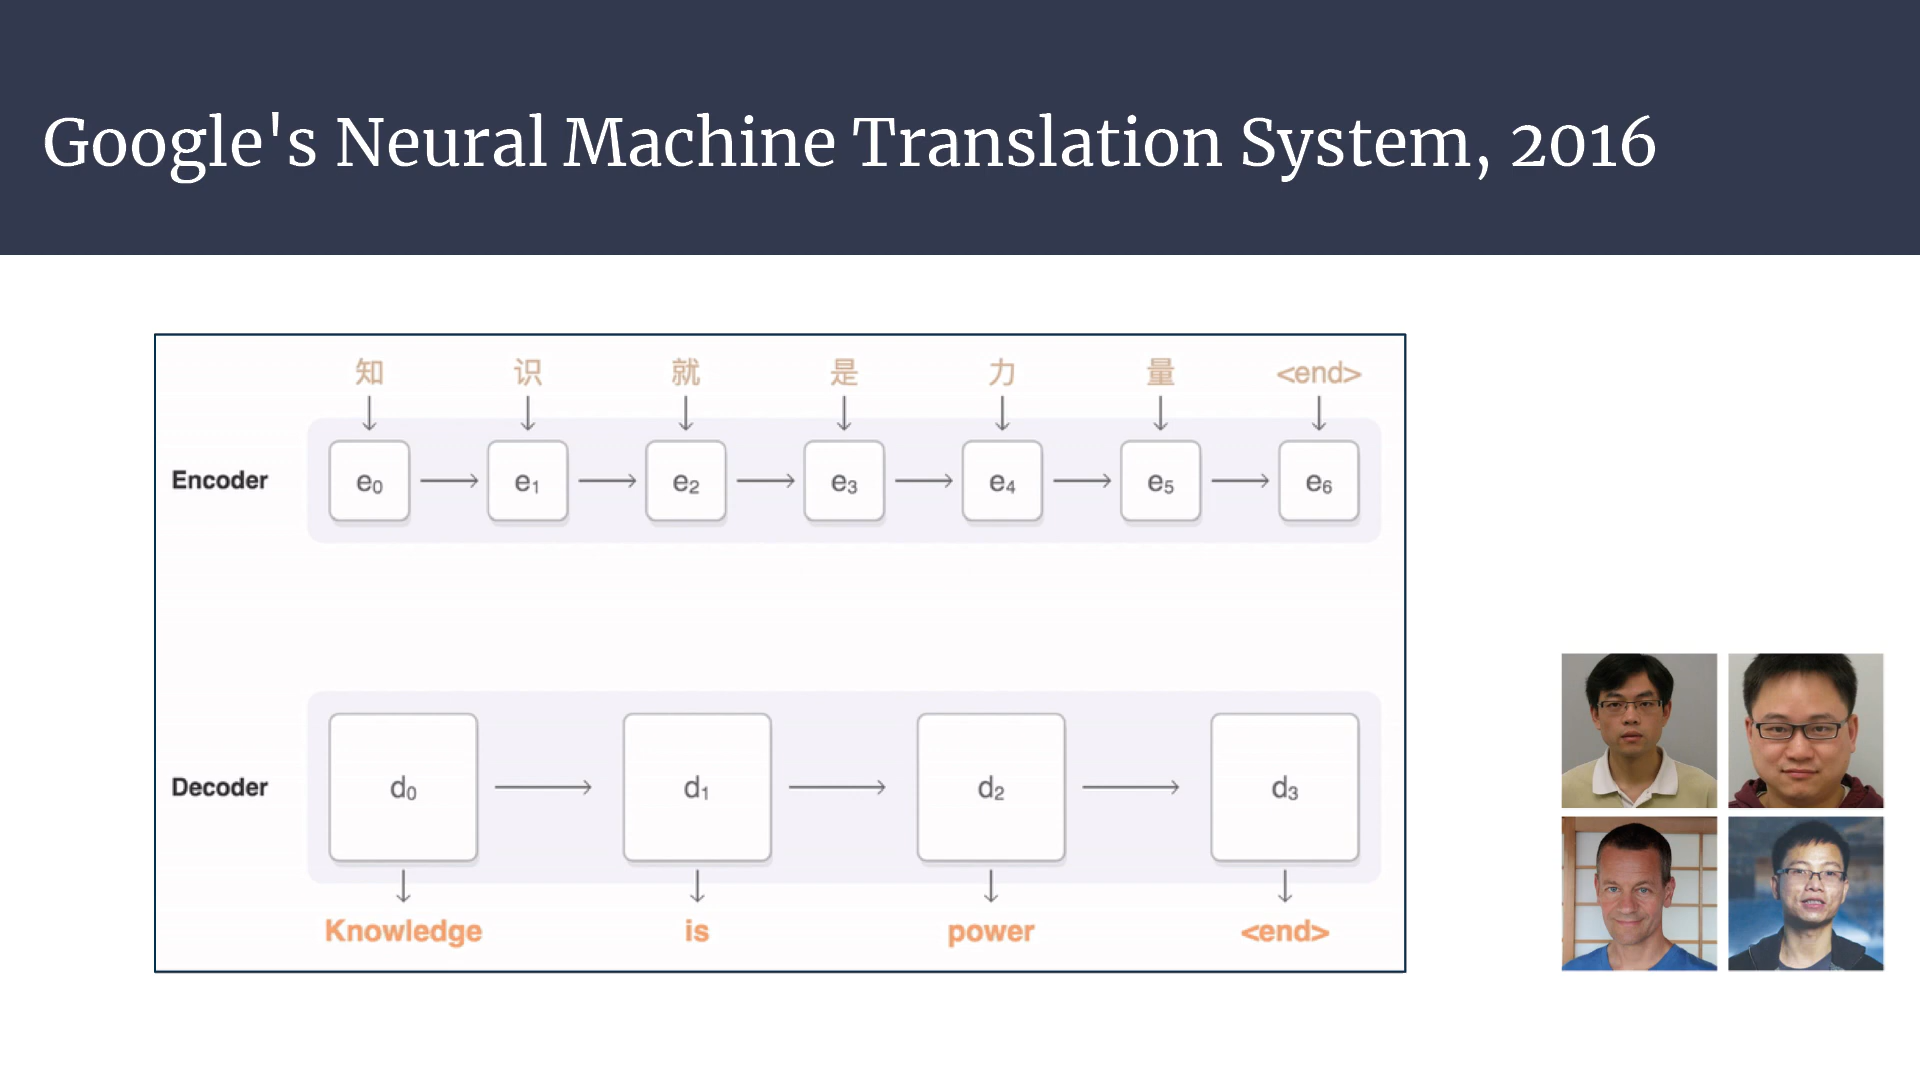 Google's Neural Machine Translation System, 2016
知 识 就 是 力 量 <end>
Encoder e0 e1 e2 e3 e4 e5 e6
Decoder d0 d1 d2 d3
Knowledge is power <end>